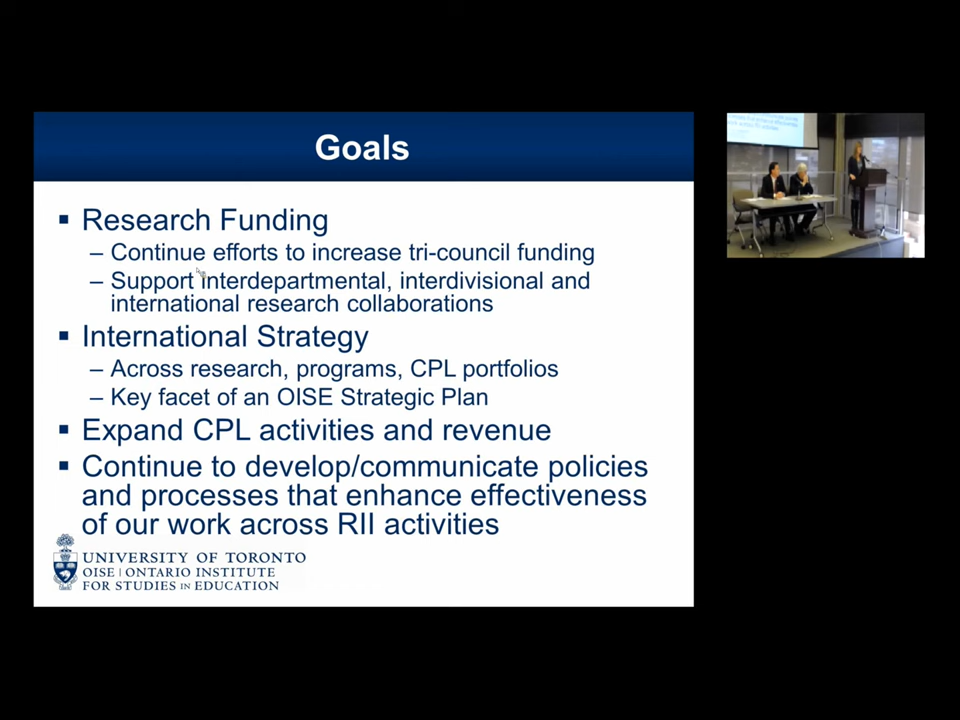 Goals
▪ Research Funding
– Continue efforts to increase tri-council funding
– Support interdepartmental, interdivisional and
international research collaborations
▪ International Strategy
– Across research, programs, CPL portfolios
– Key facet of an OISE Strategic Plan
▪ Expand CPL activities and revenue
▪ Continue to develop/communicate policies
and processes that enhance effectiveness
of our work across RII activities
UNIVERSITY OF TORONTO
OISE | ONTARIO INSTITUTE
FOR STUDIES IN EDUCATION